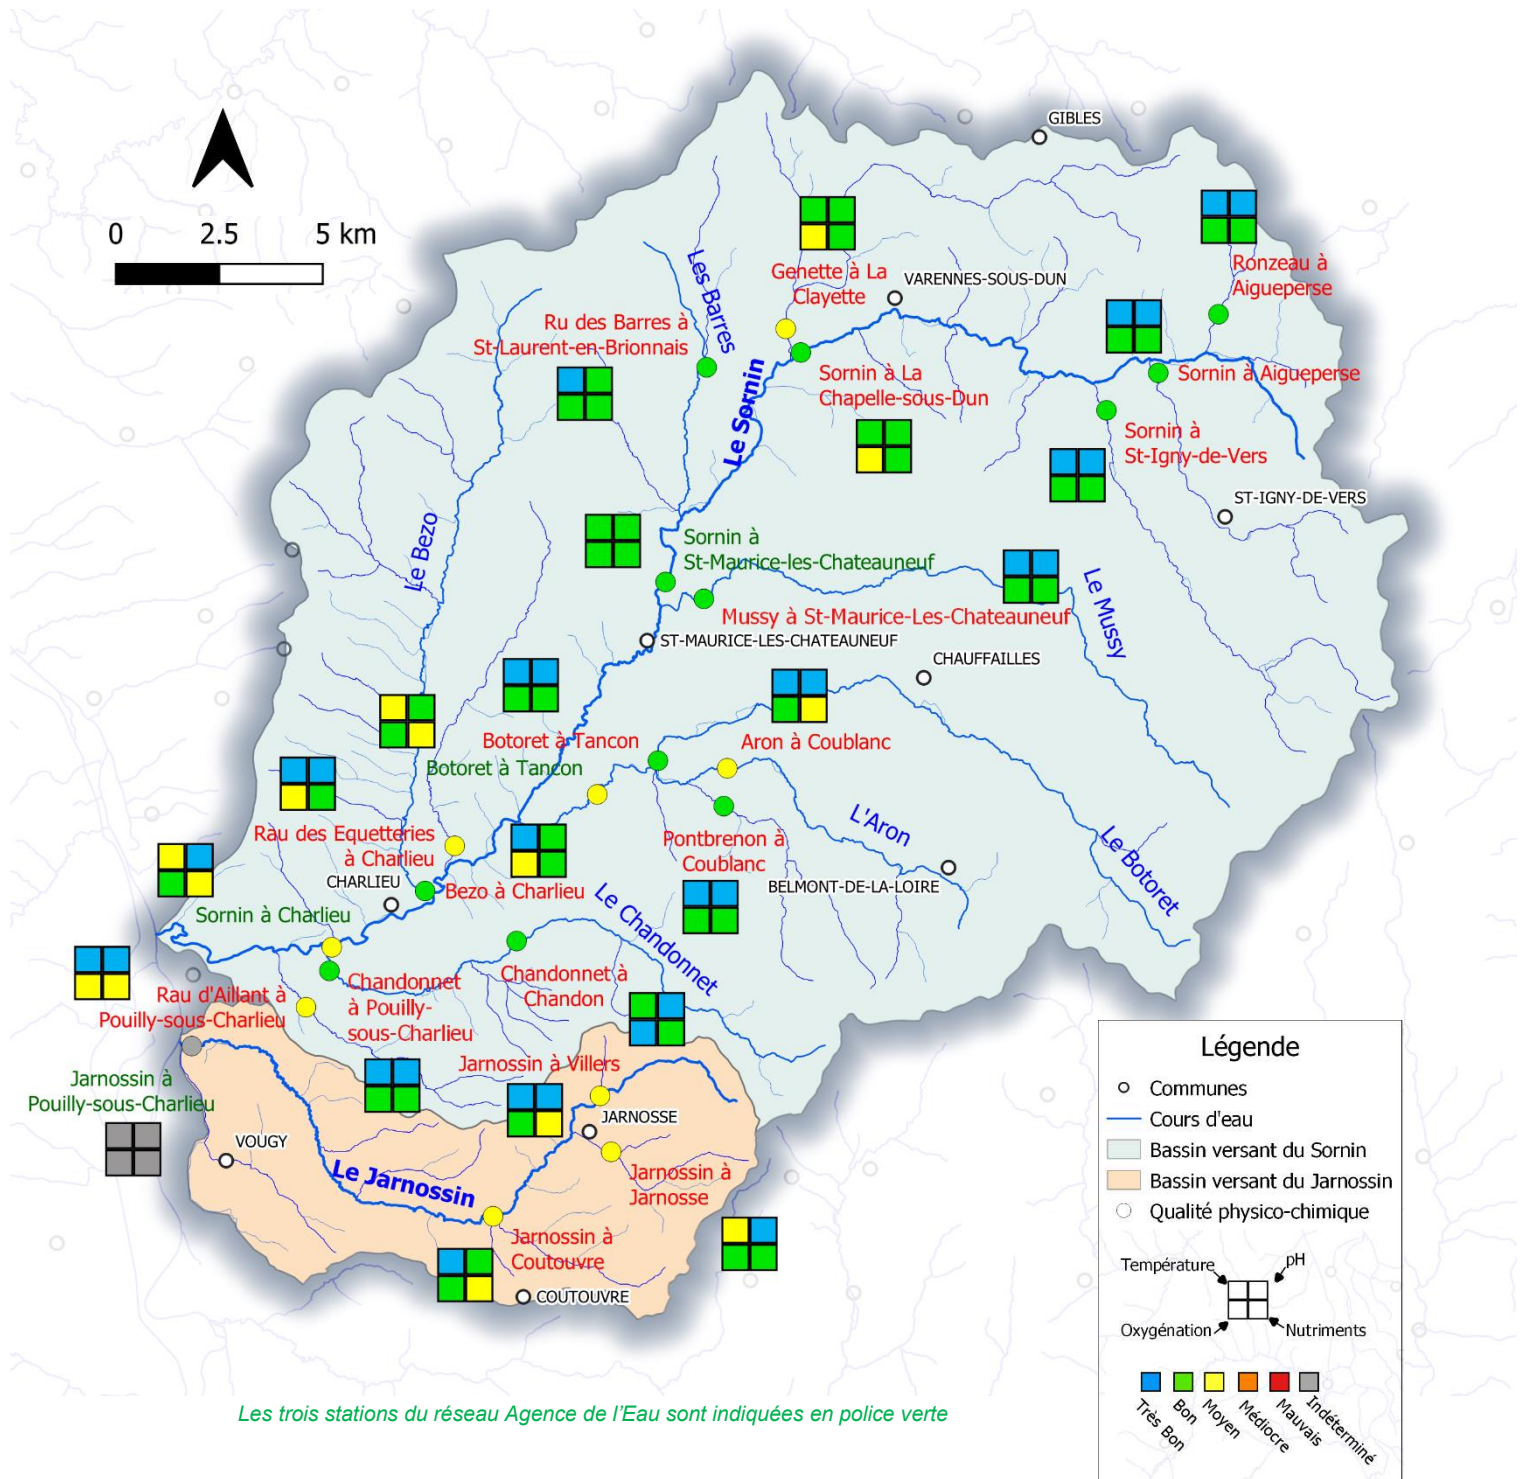 GIBLES
0 2.5 5 km
Genette à La
Clayette
VARENNES-SOUS-DUN
Ronzeau à
Aigueperse
Les Barres
Ru des Barres à
St-Laurent-en-Brionnais
Le Sornin
Sornin à La
Chapelle-sous-Dun
Sornin à Aigueperse
Sornin à
St-Igny-de-Vers
ST-IGNY-DE-VERS
Le Bezo
Sornin à
St-Maurice-les-Chateauneuf
Mussy à St-Maurice-Les-Chateauneuf
Le Mussy
ST-MAURICE-LES-CHATEAUNEUF
CHAUFFAILLES
Botoret à Tancon
Botoret à Tancon
Aron à Coublanc
L'Aron
Le Botoret
Rau des Equetteries
à Charlieu
Pontbrenon à
Coublanc
BELMONT-DE-LA-LOIRE
CHARLIEU
Bezo à Charlieu
Le Chandonnet
Sornin à Charlieu
Chandonnet à
Chandon
Chandonnet
à Pouilly-
sous-Charlieu
Rau d'Aillant à
Pouilly-sous-Charlieu
Jarnossin à Villers
Jarnossin à
Pouilly-sous-Charlieu
JARNOSSE
VOUGY
Le Jarnossin
Jarnossin à
Jarnosse
Jarnossin à
Coutouvre
COUTOUVRE
Légende
Communes
Cours d'eau
Bassin versant du Sornin
Bassin versant du Jarnossin
Qualité physico-chimique
Température
pH
Oxygénation
Nutriments
Très Bon
Bon
Moyen
Médiocre
Mauvais
Indéterminé
Les trois stations du réseau Agence de l'Eau sont indiquées en police verte